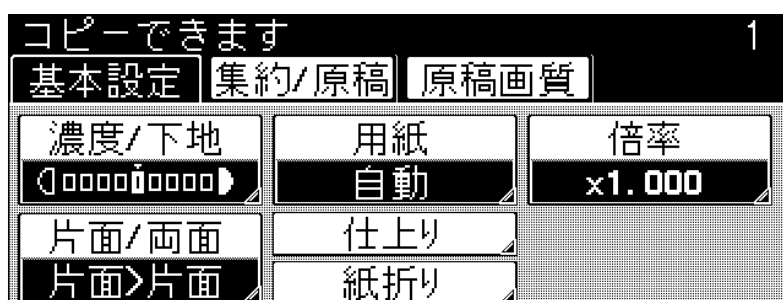 コピーできます 1
基本設定 集約/原稿 原稿画質
濃度/下地 用紙 倍率
自動 x1.000
片面/両面 仕上り
片面>片面 紙折り